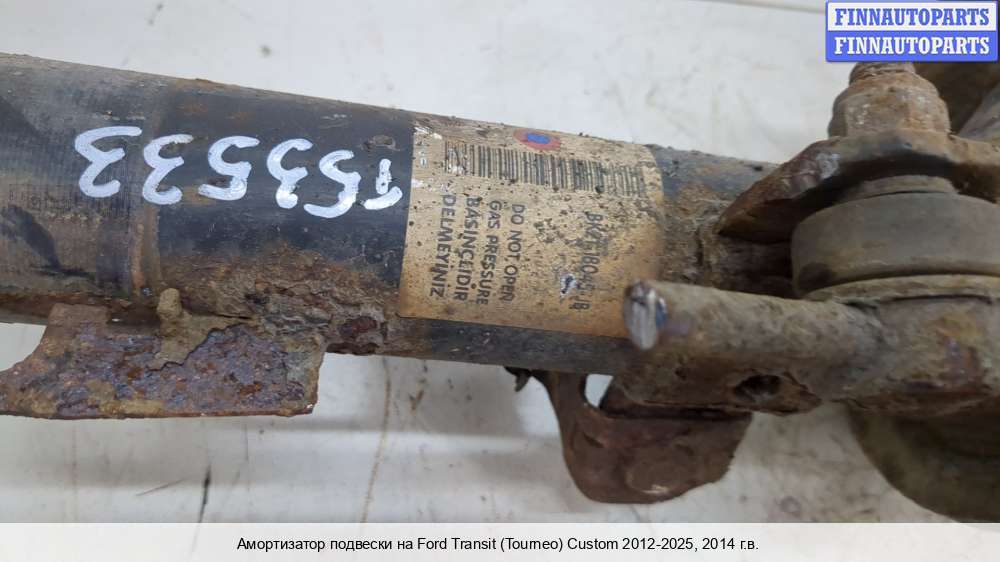 FINNAUTOPARTS
FINNAUTOPARTS
T53533
DO NOT OPEN
GAS PRESSURE
BASINÇLIDIR
DELMEYINIZ
Амортизатор подвески на Ford Transit (Tourneo) Custom 2012-2025, 2014 г.в.